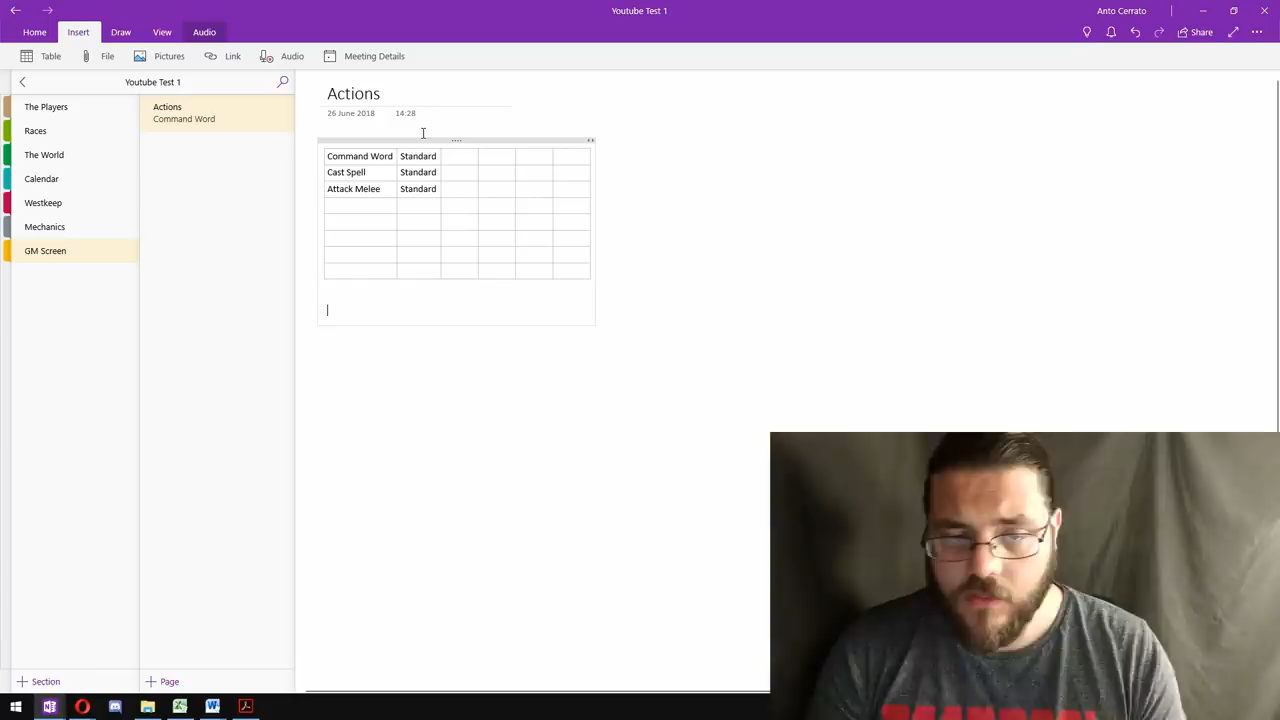 Youtube Test 1
Anto Cerrato
Home
Insert
Draw
View
Audio
Share
Table
File
Pictures
Link
Audio
Meeting Details
Youtube Test 1
The Players
Races
The World
Calendar
Westkeep
Mechanics
GM Screen
Actions
Command Word
Actions
26 June 2018 14:28
Command Word Standard
Cast Spell Standard
Attack Melee Standard
Section
Page